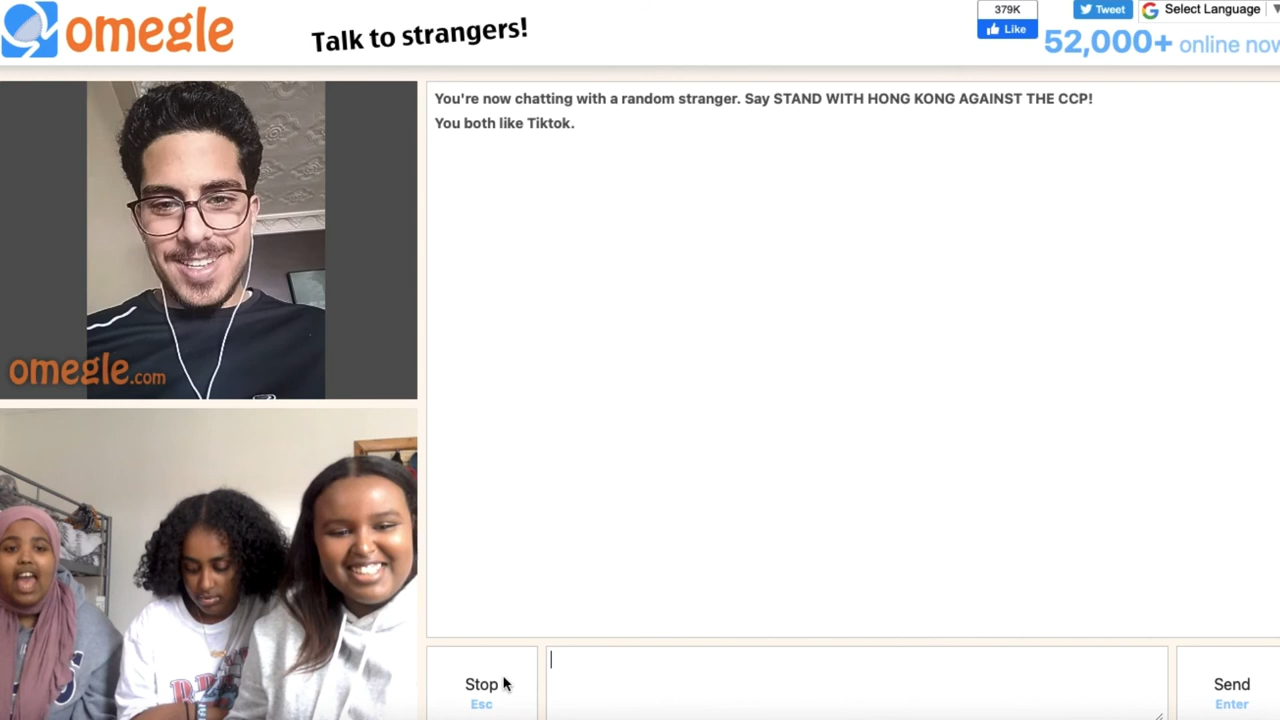 omegle
Talk to strangers!
379K
Like
Tweet
Select Language
52,000+ online now
You're now chatting with a random stranger. Say STAND WITH HONG KONG AGAINST THE CCP!
You both like Tiktok.
omegle.com
Stop
Esc
Send
Enter